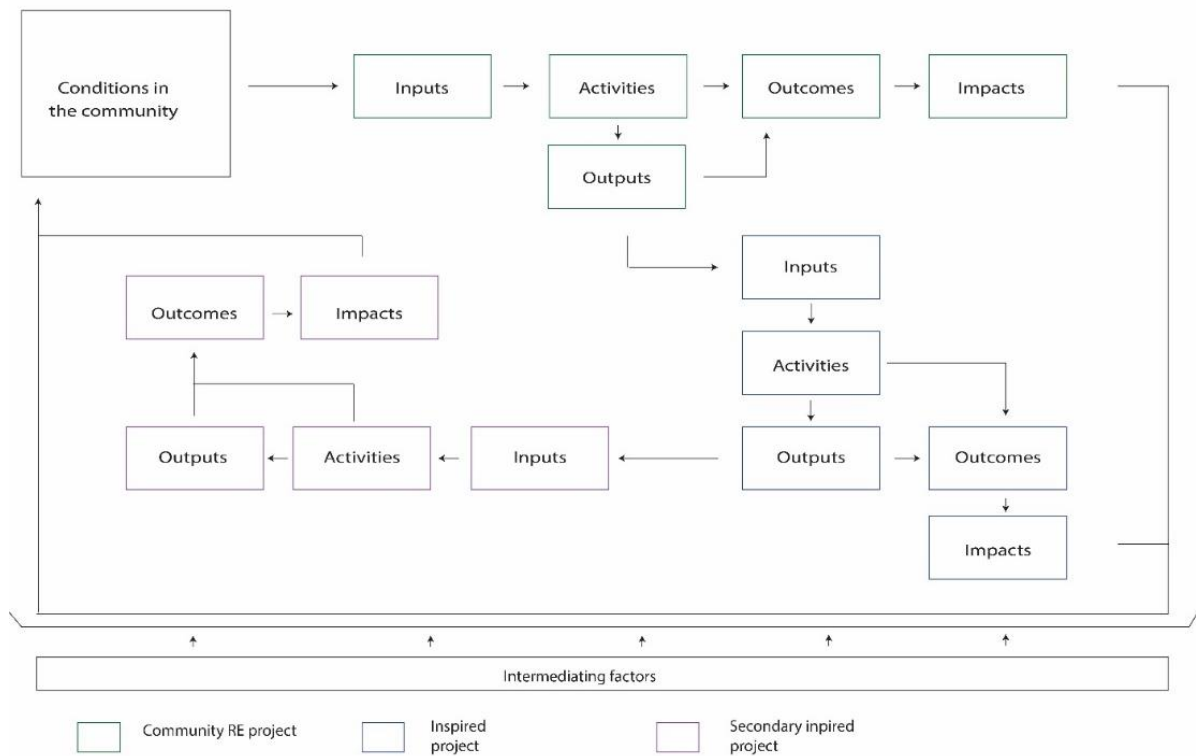 Conditions in
the community
Inputs
Activities
Outcomes
Impacts
Outputs
Inputs
Outcomes
Impacts
Activities
Outputs
Activities
Inputs
Outputs
Outcomes
Impacts
Intermediating factors
Community RE project
Inspired
project
Secondary inpired
project